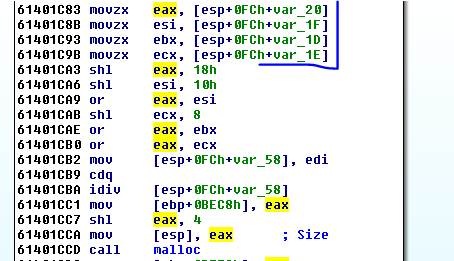 61401C83 movzx eax, [esp+0FCh+var_20]
61401C8B movzx esi, [esp+0FCh+var_1F]
61401C93 movzx ebx, [esp+0FCh+var_1D]
61401C9B movzx ecx, [esp+0FCh+var_1E]
61401CA3 shl eax, 18h
61401CA6 shl esi, 10h
61401CA9 or eax, esi
61401CAB shl ecx, 8
61401CAE or eax, ebx
61401CB0 or eax, ecx
61401CB2 mov [esp+0FCh+var_58], edi
61401CB9 cdq
61401CBA idiv [esp+0FCh+var_58]
61401CC1 mov [ebp+0BEC8h], eax
61401CC7 shl eax, 4
61401CCA mov [esp], eax ; Size
61401CCD call malloc